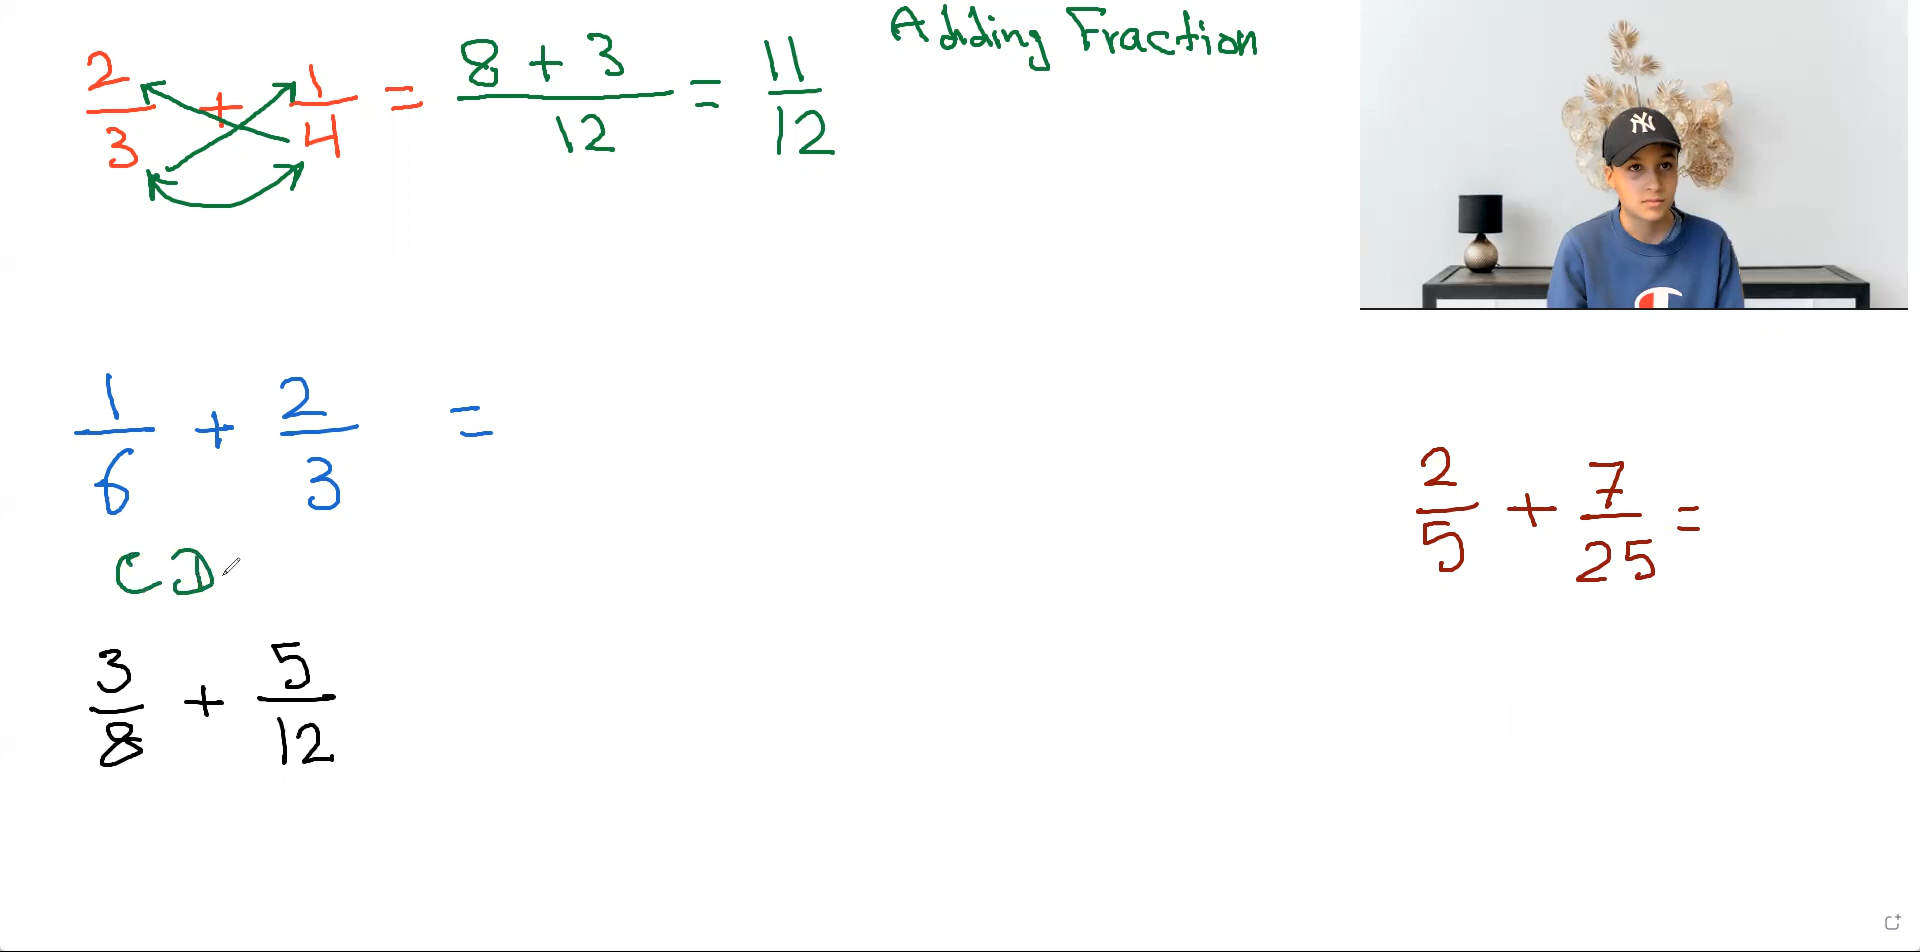 Adding Fraction
2/3 + 1/4 = 8 + 3/12 = 11/12
NY
1/6 + 2/3 =
2/5 + 7/25 =
CD
3/8 + 5/12